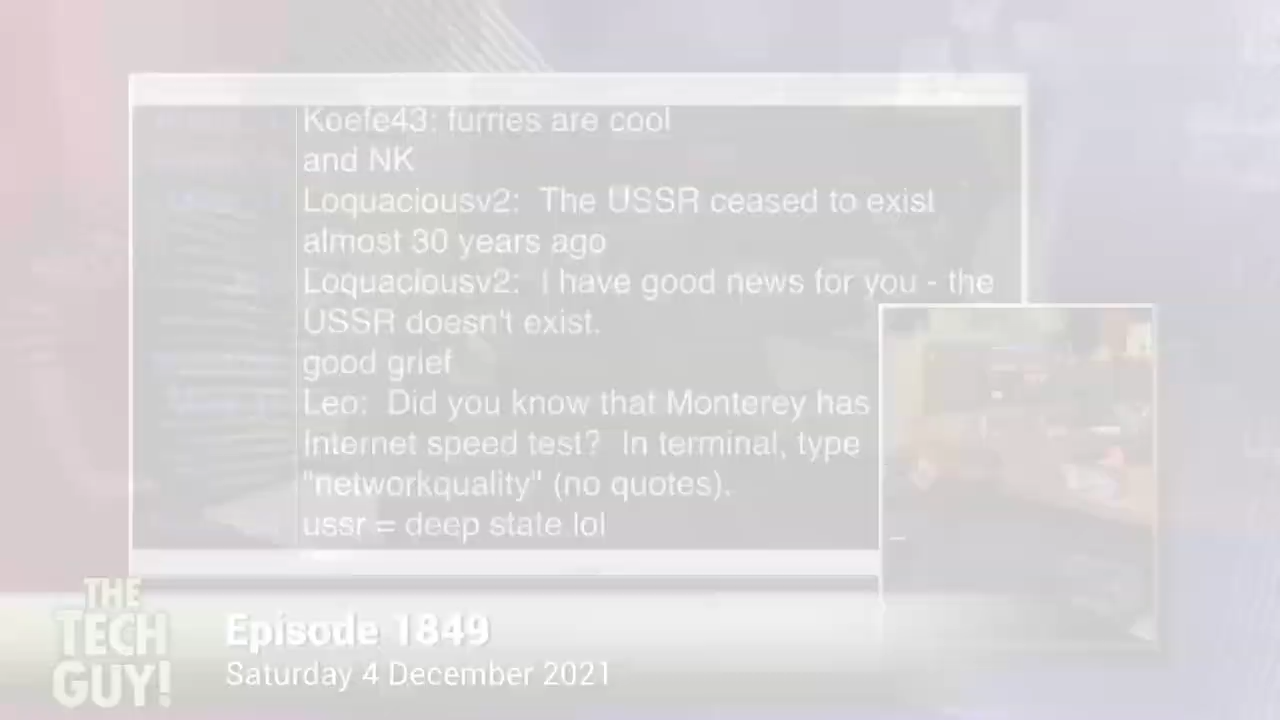 Koefe43: furries are cool
and NK
Loquaciousv2: The USSR ceased to exist
almost 30 years ago
Loquaciousv2: I have good news for you - the
USSR doesn't exist.
good grief
Leo: Did you know that Monterey has
Internet speed test? In terminal, type
"networkquality" (no quotes).
ussr = deep state lol
THE
TECH
GUY!
Episode 1849
Saturday 4 December 2021